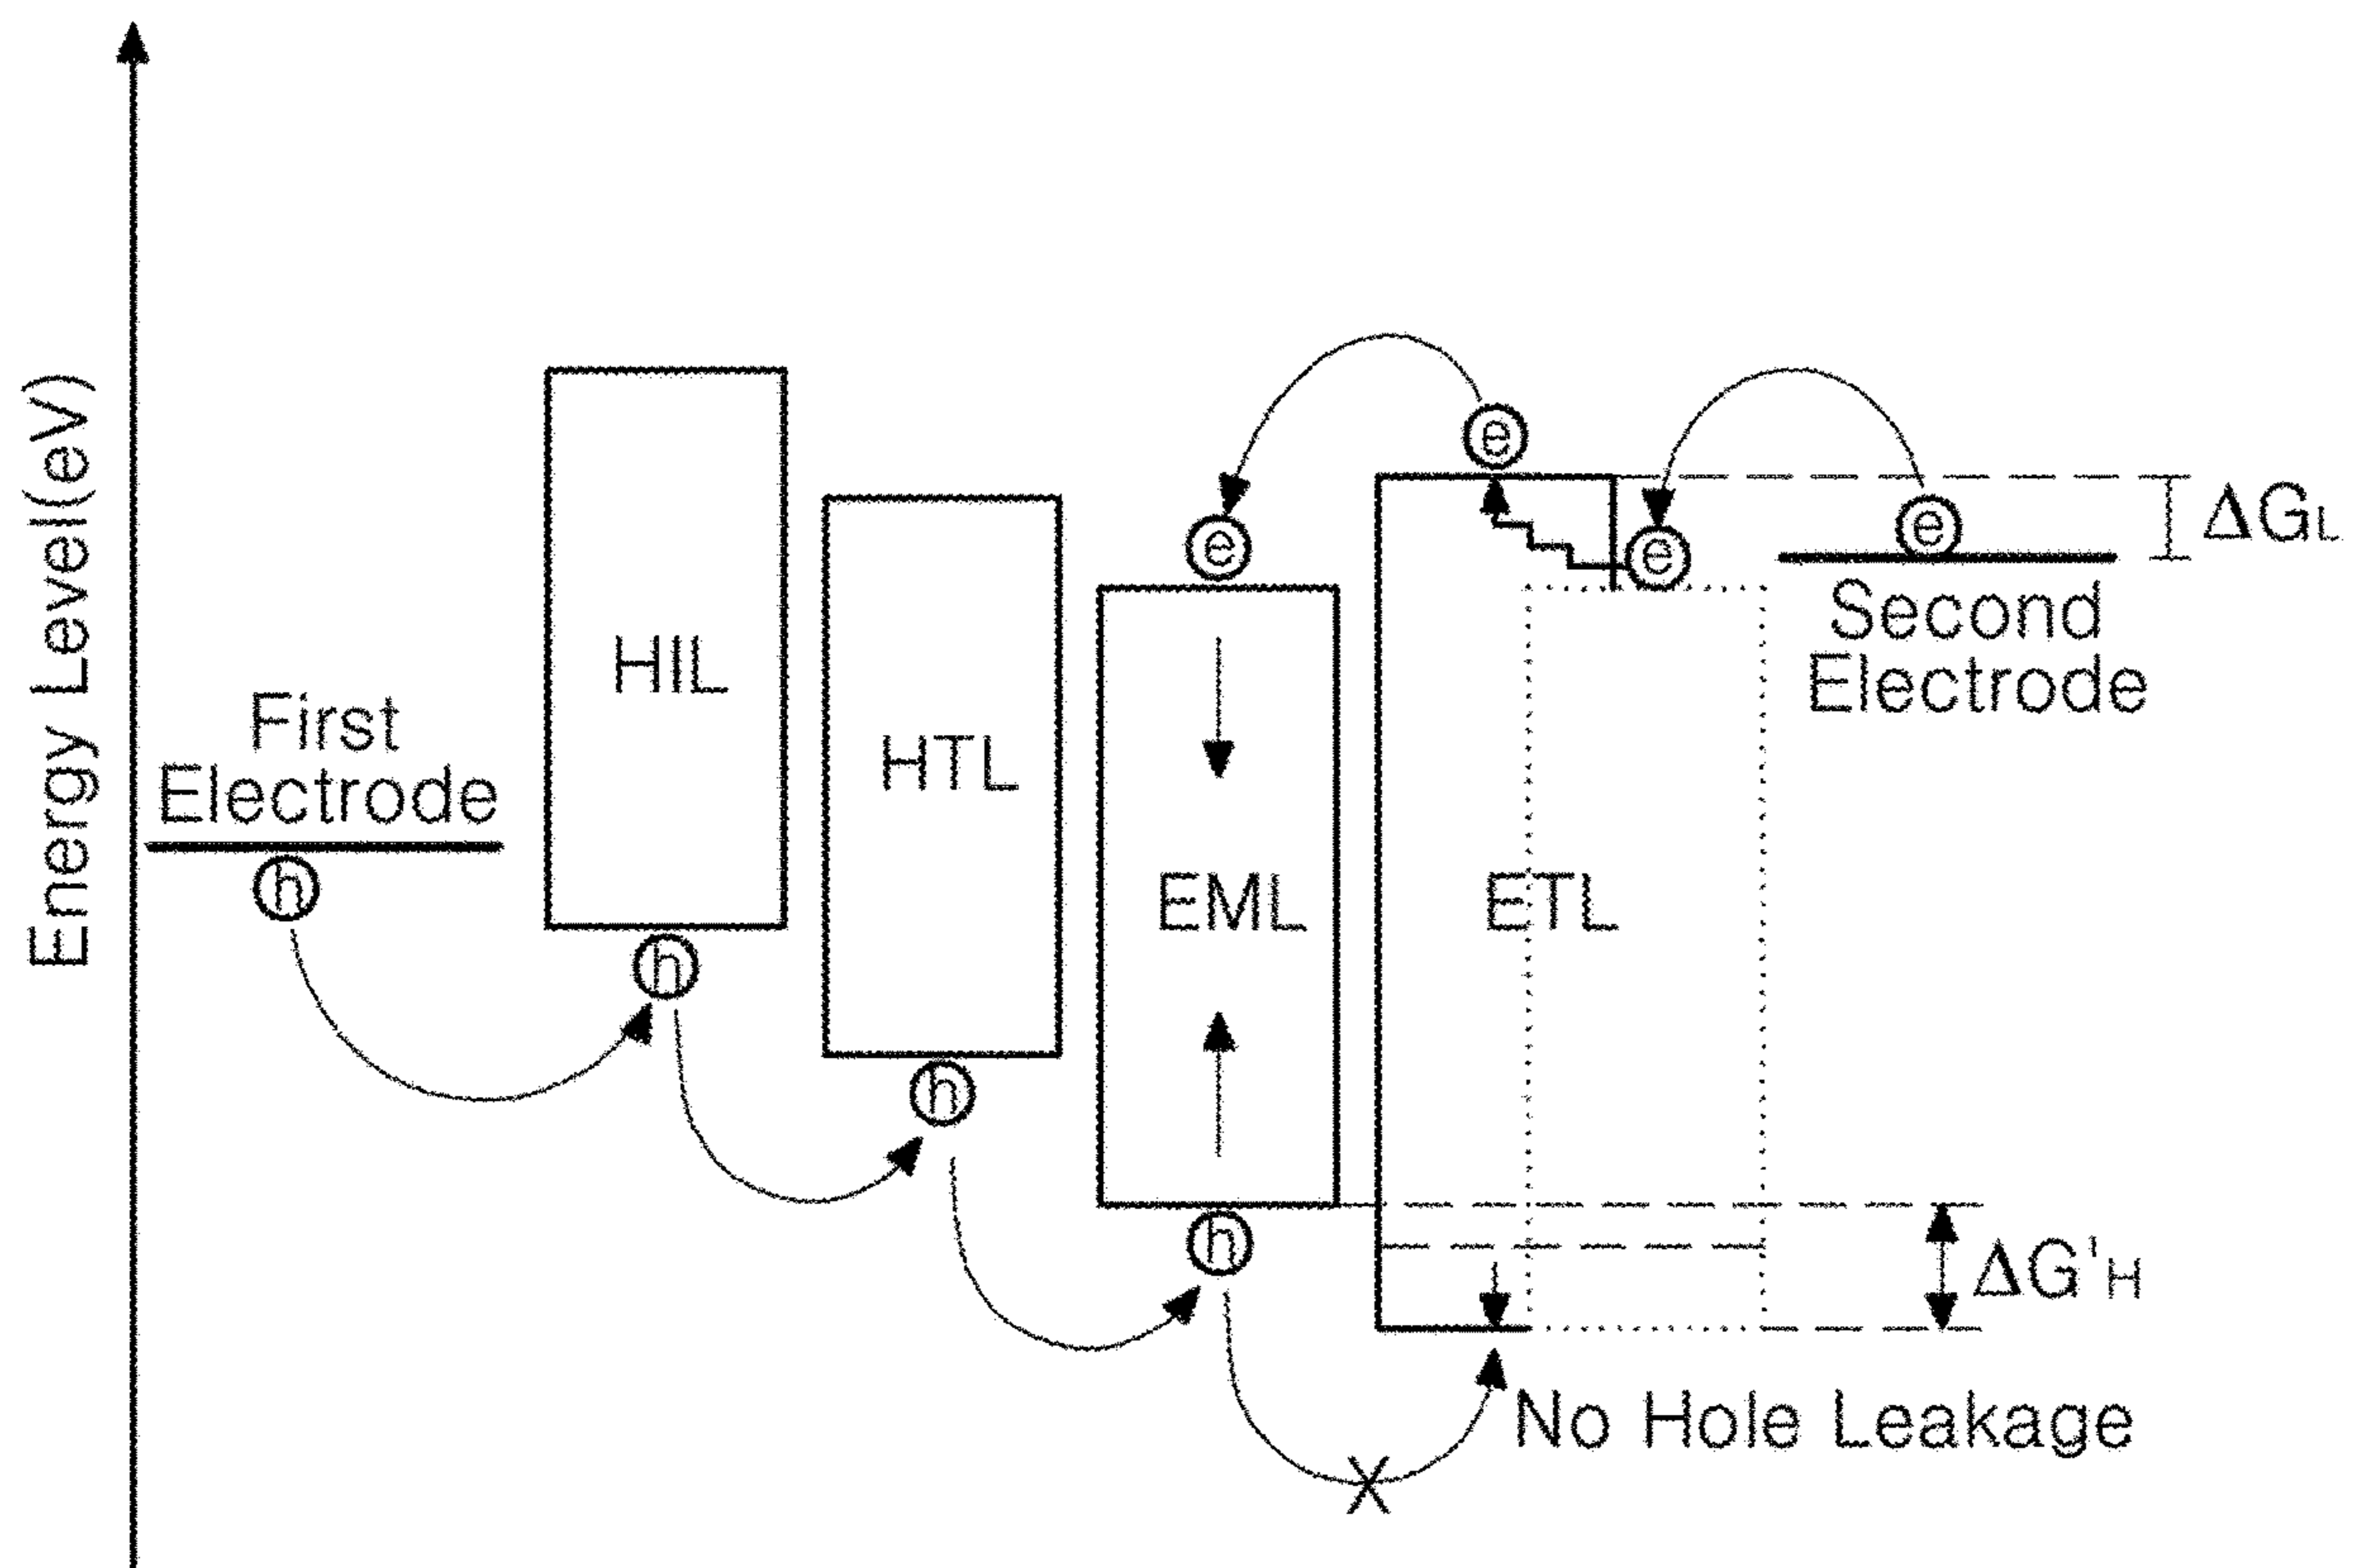 Energy Level(eV)
First
Electrode
h
HIL
h
HTL
h
e
EML
h
e
ETL
e
e
Second
Electrode
ΔGL
ΔG'H
No Hole Leakage
X